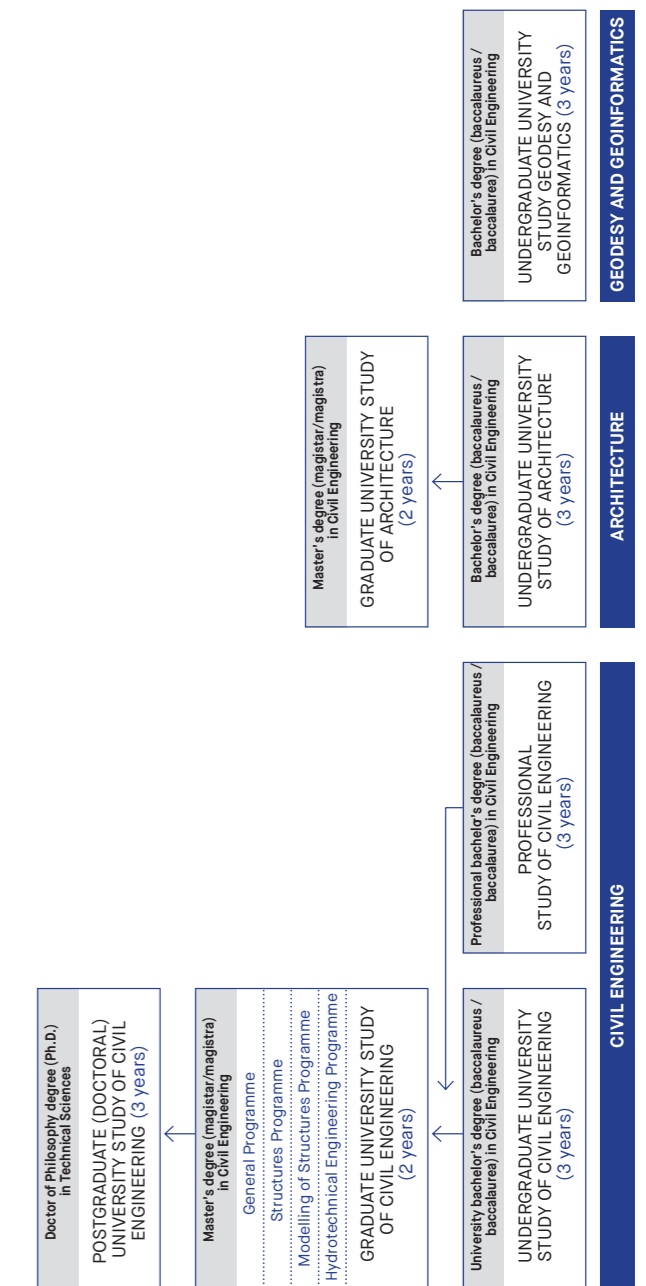 Doctor of Philosophy degree (Ph.D.)
in Technical Sciences
POSTGRADUATE (DOCTORAL)
UNIVERSITY STUDY OF CIVIL
ENGINEERING (3 years)
Master's degree (magistar/magistra)
in Civil Engineering
General Programme
Structures Programme
Modelling of Structures Programme
Hydrotechnical Engineering Programme
GRADUATE UNIVERSITY STUDY
OF CIVIL ENGINEERING
(2 years)
Master's degree (magistar/magistra)
in Civil Engineering
GRADUATE UNIVERSITY STUDY
OF ARCHITECTURE
(2 years)
University bachelor's degree (baccalaureus /
baccalaurea) in Civil Engineering
UNDERGRADUATE UNIVERSITY
STUDY OF CIVIL ENGINEERING
(3 years)
Professional bachelor's degree (baccalaureus /
baccalaurea) in Civil Engineering
PROFESSIONAL
STUDY OF CIVIL ENGINEERING
(3 years)
Bachelor's degree (baccalaureus /
baccalaurea) in Civil Engineering
UNDERGRADUATE UNIVERSITY
STUDY OF ARCHITECTURE
(3 years)
Bachelor's degree (baccalaureus /
baccalaurea) in Civil Engineering
UNDERGRADUATE UNIVERSITY
STUDY GEODESY AND
GEOINFORMATICS (3 years)
CIVIL ENGINEERING
ARCHITECTURE
GEODESY AND GEOINFORMATICS